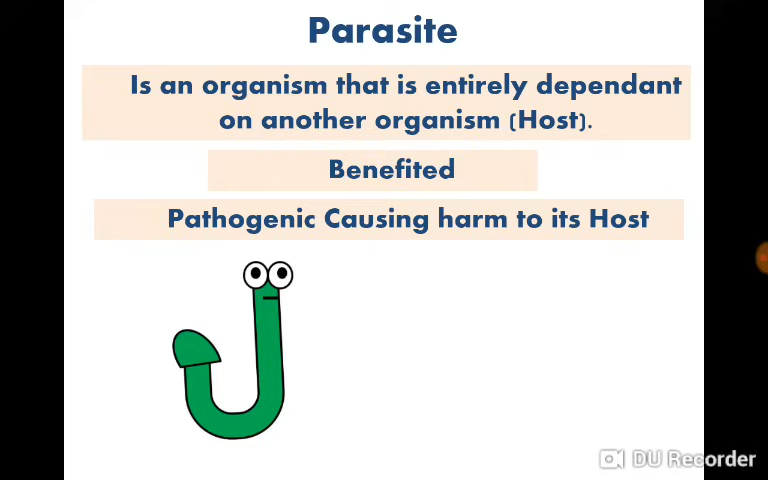 Parasite
Is an organism that is entirely dependant
on another organism (Host).
Benefited
Pathogenic Causing harm to its Host
DU Recorder